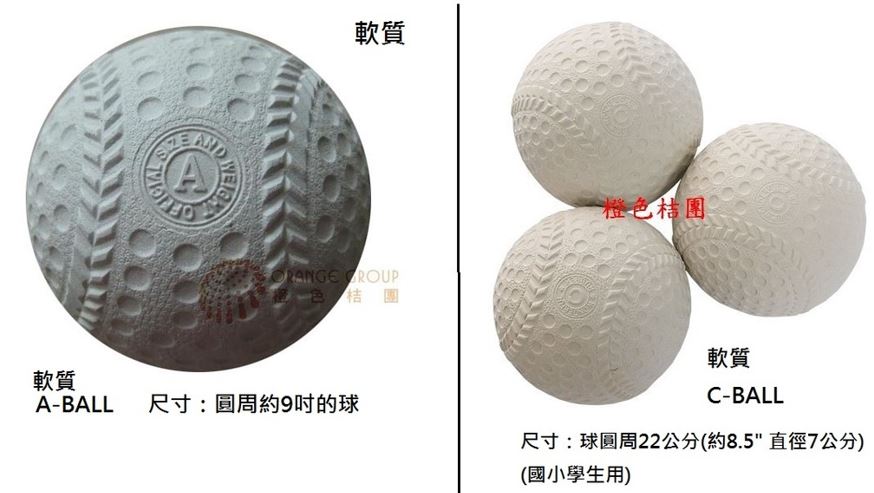 軟質
OFFICIAL SIZE AND WEIGHT
A
ORANGE GROUP
橙色桔團
軟質
A-BALL 尺寸：圓周約9吋的球
橙色桔團
軟質
C-BALL
尺寸：球圓周22公分(約8.5" 直徑7公分)
(國小學生用)